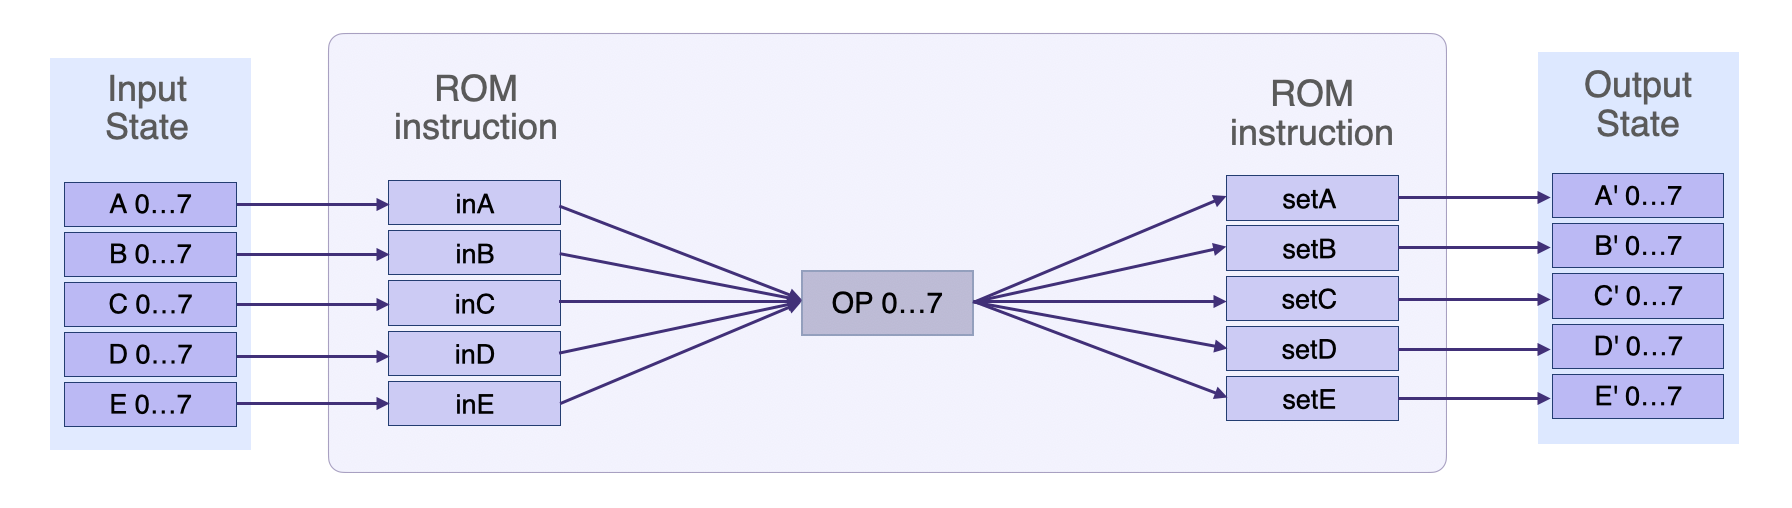 Input
State
A 0...7
B 0...7
C 0...7
D 0...7
E 0...7
ROM
instruction
inA
inB
inC
inD
inE
OP 0...7
ROM
instruction
setA
setB
setC
setD
setE
Output
State
A' 0...7
B' 0...7
C' 0...7
D' 0...7
E' 0...7